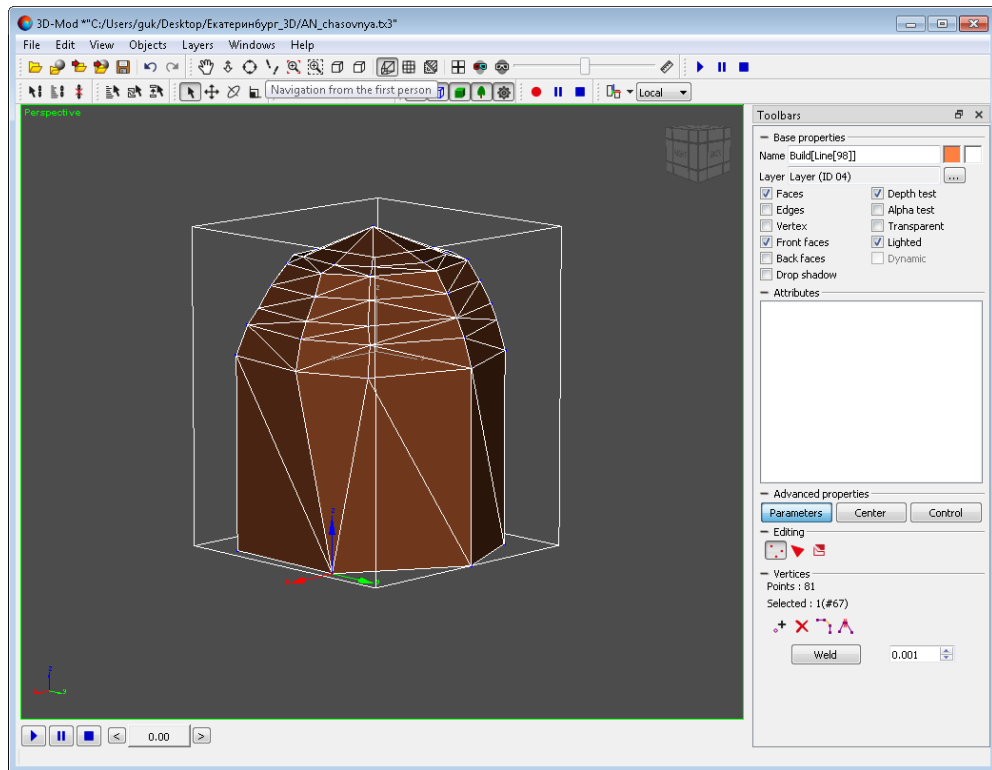 3D-Mod *"C:/Users/guk/Desktop/Екатеринбург_3D/AN_chasovnya.tx3"
File Edit View Objects Layers Windows Help
Navigation from the first person
Local
Perspective
Toolbars
Base properties
Name Build[Line[98]]
Layer Layer (ID 04) ...
Faces Depth test
Edges Alpha test
Vertex Transparent
Front faces Lighted
Back faces Dynamic
Drop shadow
Attributes
Advanced properties
Parameters Center Control
Editing
Vertices
Points : 81
Selected : 1(#67)
Weld 0.001
< 0.00 >